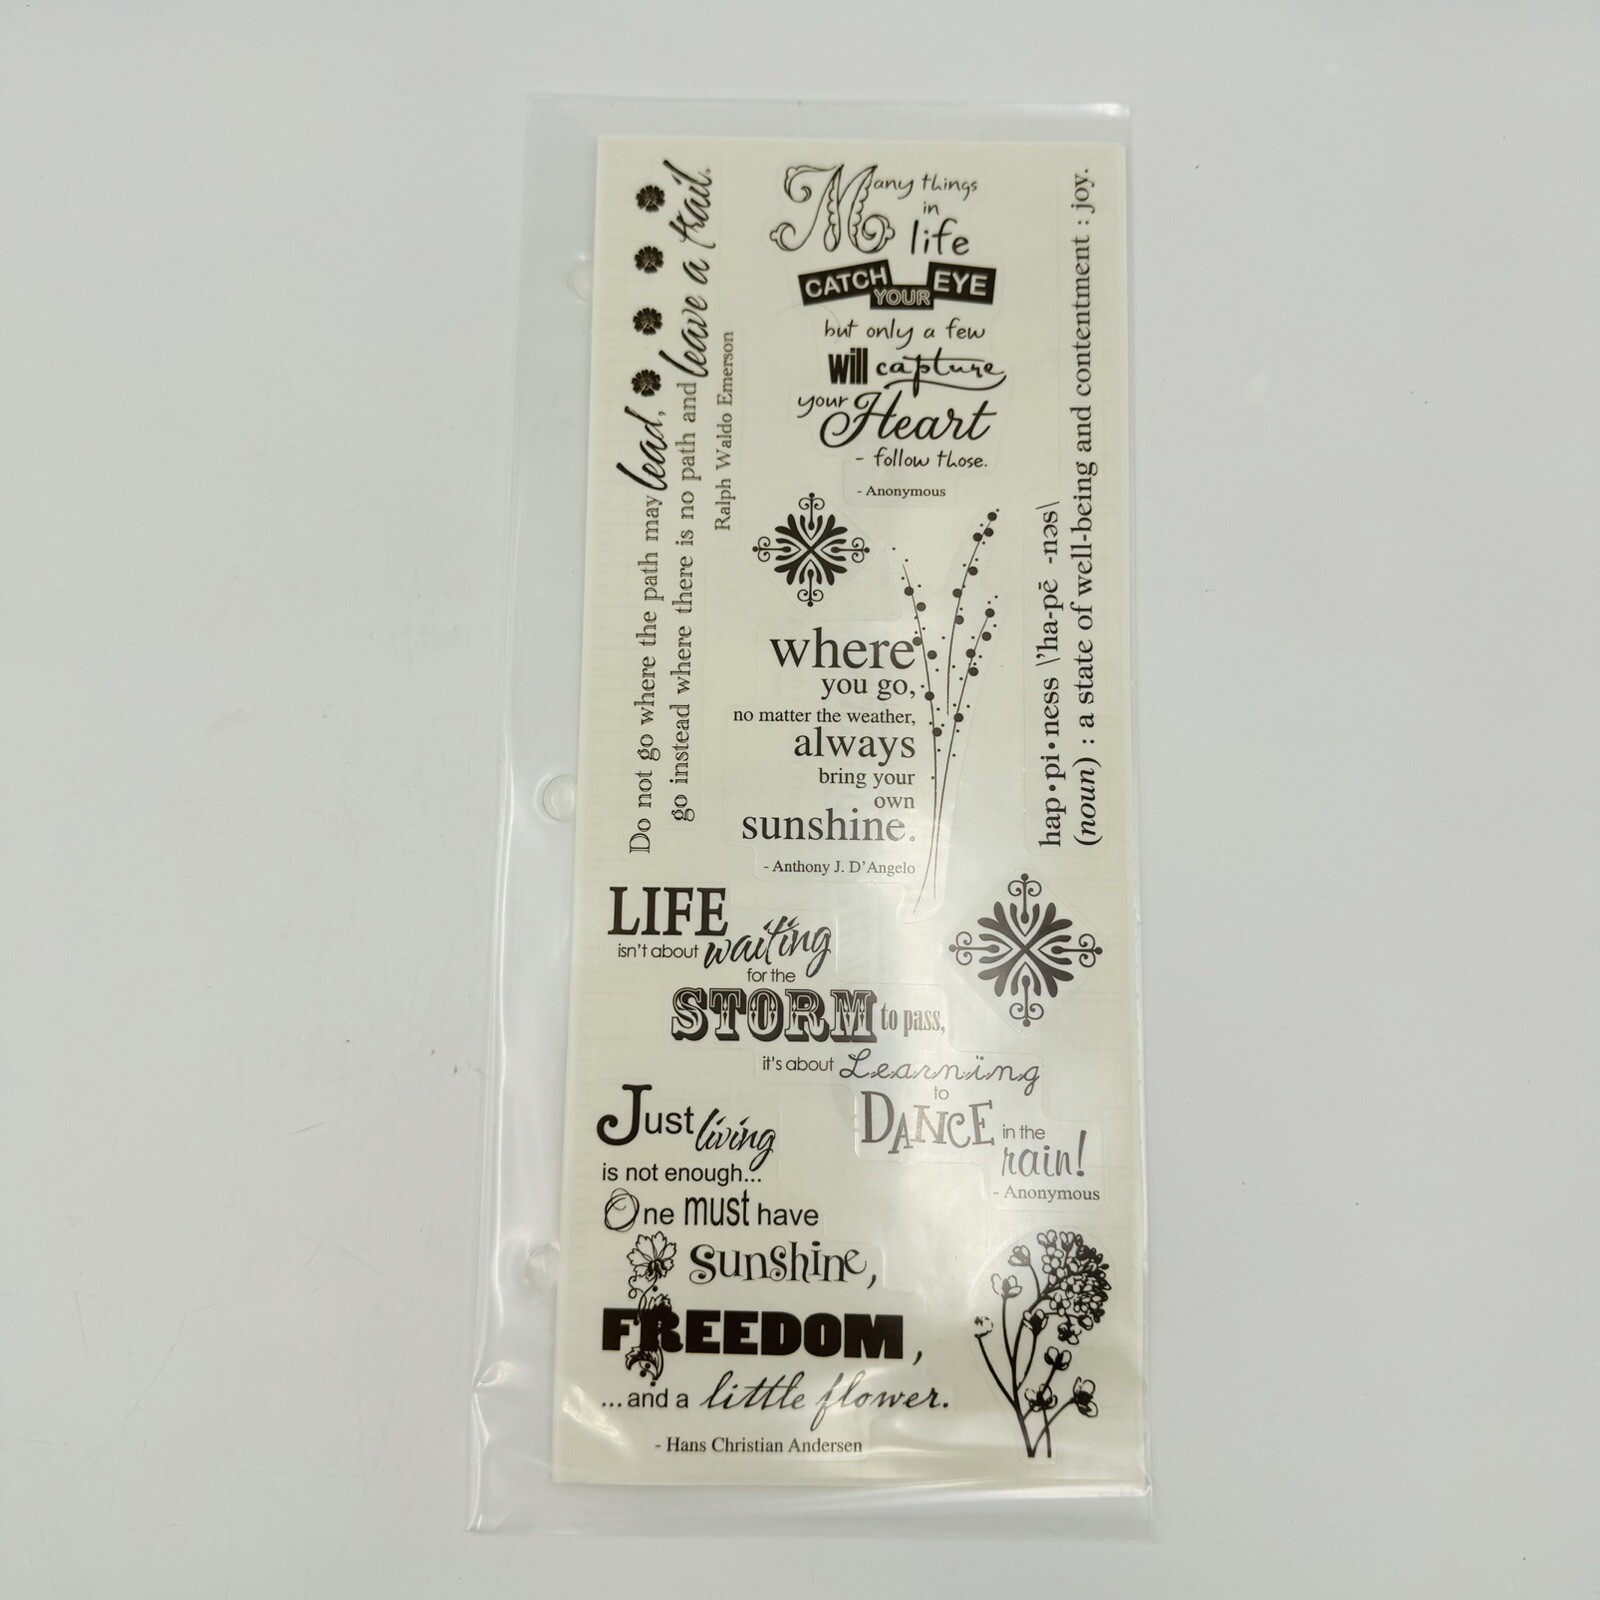 Do not go where the path may lead,
go instead where there is no path and leave a trail.
Ralph Waldo Emerson
Many things
in
life
CATCH YOUR EYE
but only a few
will capture
your Heart
- follow those.
- Anonymous
hap•pi•ness \'ha-pē -nəs\
(noun) : a state of well-being and contentment : joy.
where
you go,
no matter the weather,
always
bring your
own
sunshine.
- Anthony J. D'Angelo
LIFE
isn't about waiting
for the
STORM to pass,
it's about Learning
to
DANCE in the
rain!
- Anonymous
Just living
is not enough...
One must have
sunshine,
FREEDOM,
...and a little flower.
- Hans Christian Andersen